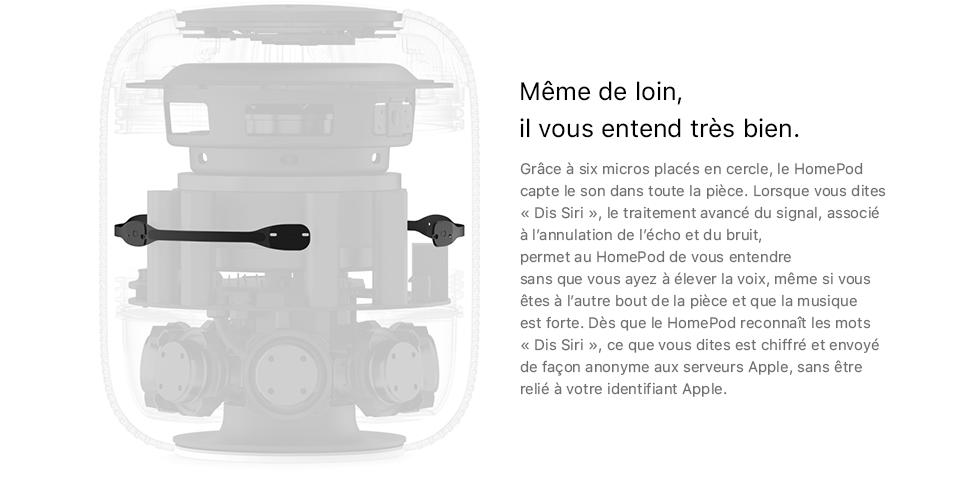 Même de loin,
il vous entend très bien.
Grâce à six micros placés en cercle, le HomePod
capte le son dans toute la pièce. Lorsque vous dites
« Dis Siri », le traitement avancé du signal, associé
à l’annulation de l’écho et du bruit,
permet au HomePod de vous entendre
sans que vous ayez à élever la voix, même si vous
êtes à l’autre bout de la pièce et que la musique
est forte. Dès que le HomePod reconnaît les mots
« Dis Siri », ce que vous dites est chiffré et envoyé
de façon anonyme aux serveurs Apple, sans être
relié à votre identifiant Apple.